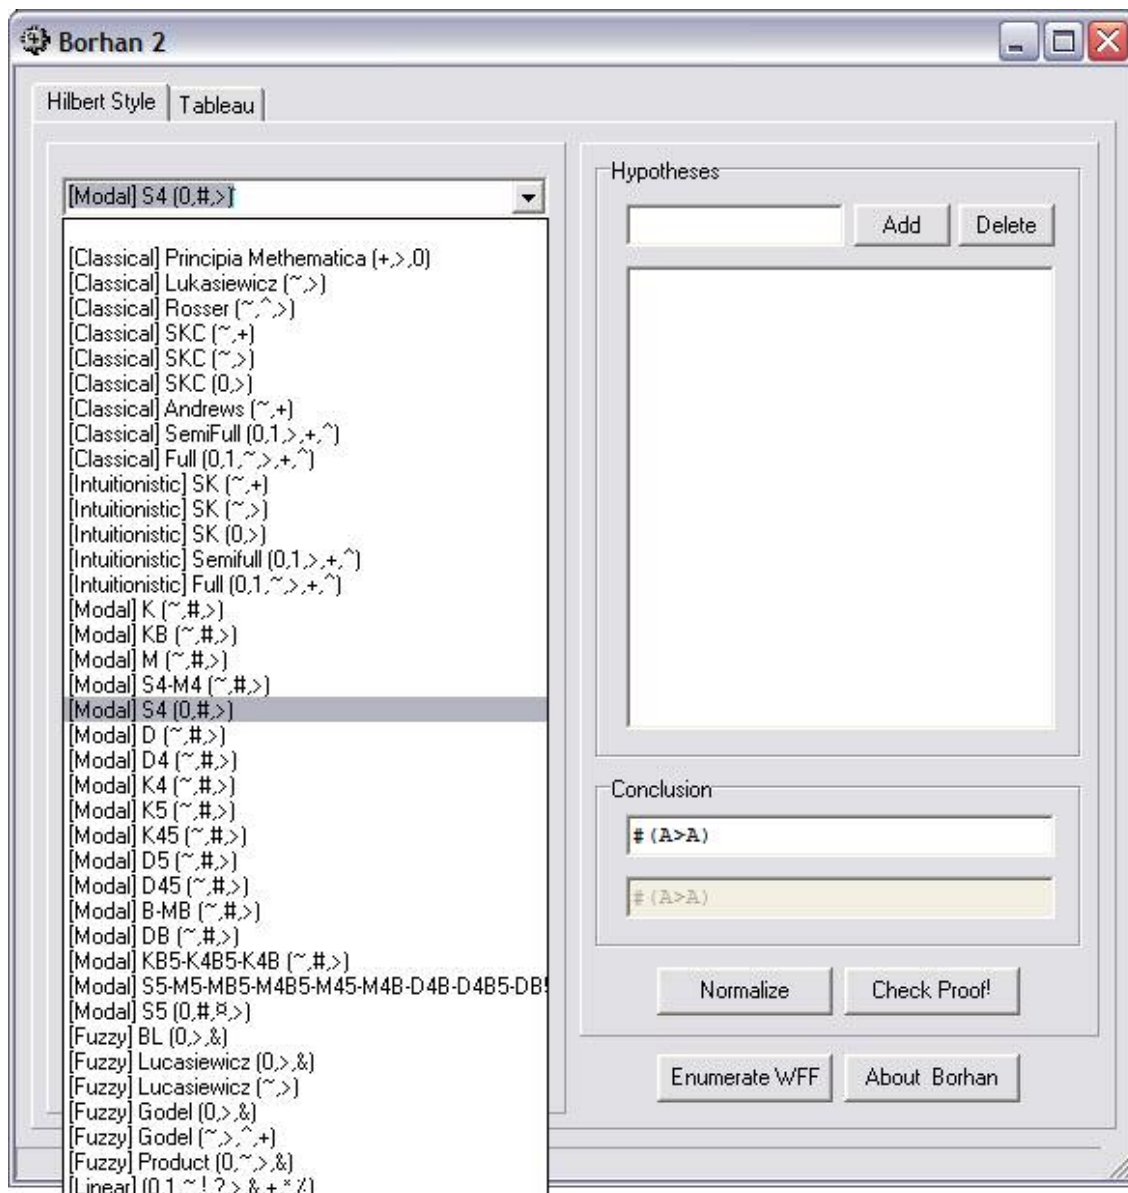 Borhan 2
Hilbert Style
Tableau
[Modal] S4 (0,#,>)
[Classical] Principia Methematica (+,>,0)
[Classical] Lukasiewicz (~,>)
[Classical] Rosser (~,^,>)
[Classical] SKC (~,+)
[Classical] SKC (~,>)
[Classical] SKC (0,>)
[Classical] Andrews (~,+)
[Classical] SemiFull (0,1,>,+,^)
[Classical] Full (0,1,~,>,+,^)
[Intuitionistic] SK (~,+)
[Intuitionistic] SK (~,>)
[Intuitionistic] SK (0,>)
[Intuitionistic] Semifull (0,1,>,+,^)
[Intuitionistic] Full (0,1,~,>,+,^)
[Modal] K (~,#,>)
[Modal] KB (~,#,>)
[Modal] M (~,#,>)
[Modal] S4-M4 (~,#,>)
[Modal] S4 (0,#,>)
[Modal] D (~,#,>)
[Modal] D4 (~,#,>)
[Modal] K4 (~,#,>)
[Modal] K5 (~,#,>)
[Modal] K45 (~,#,>)
[Modal] D5 (~,#,>)
[Modal] D45 (~,#,>)
[Modal] B-MB (~,#,>)
[Modal] DB (~,#,>)
[Modal] KB5-K4B5-K4B (~,#,>)
[Modal] S5-M5-MB5-M4B5-M45-M4B-D4B-D4B5-DB
[Modal] S5 (0,#,¤,>)
[Fuzzy] BL (0,>,&)
[Fuzzy] Lucasiewicz (0,>,&)
[Fuzzy] Lucasiewicz (~,>)
[Fuzzy] Godel (0,>,&)
[Fuzzy] Godel (~,>,^,+)
[Fuzzy] Product (0,~,>,&)
[Linear] (0,1,~,!,?,>,&,+,*,%)
Hypotheses
Add
Delete
Conclusion
#(A>A)
#(A>A)
Normalize
Check Proof!
Enumerate WFF
About Borhan